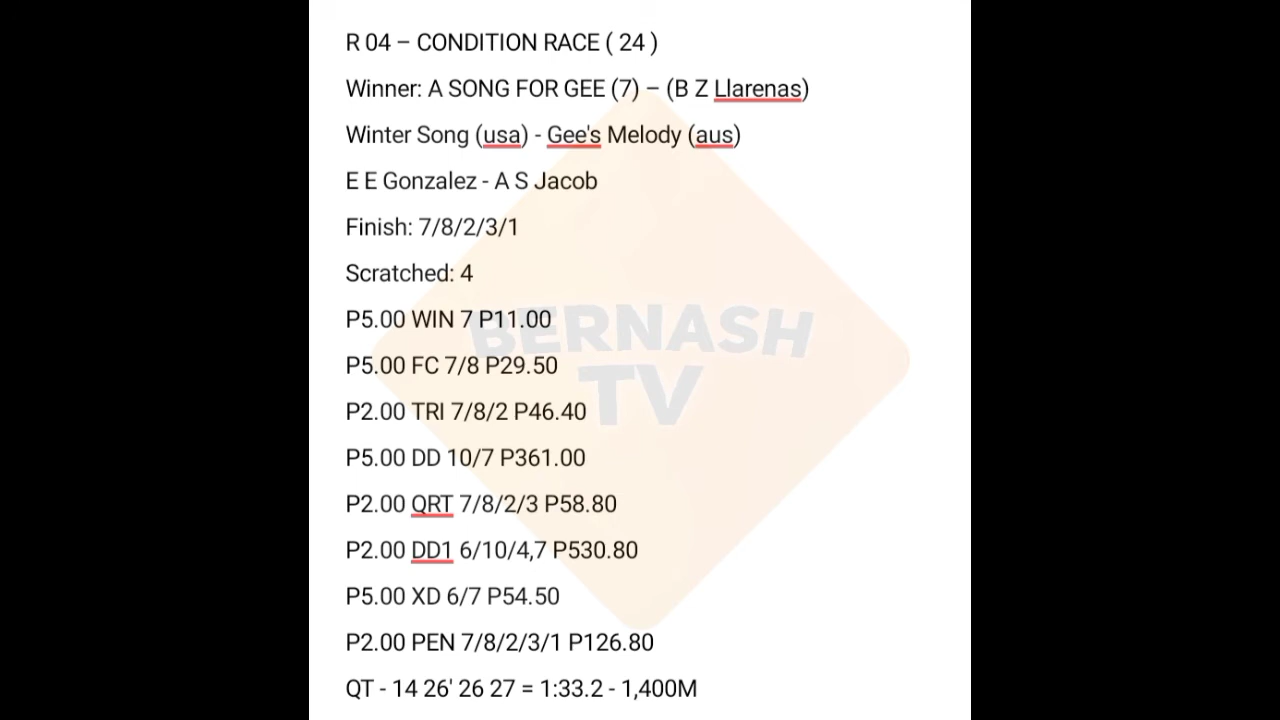 R 04 – CONDITION RACE ( 24 )
Winner: A SONG FOR GEE (7) – (B Z Llarenas)
Winter Song (usa) - Gee's Melody (aus)
E E Gonzalez - A S Jacob
Finish: 7/8/2/3/1
Scratched: 4
P5.00 WIN 7 P11.00
BERNASH
P5.00 FC 7/8 P29.50
TV
P2.00 TRI 7/8/2 P46.40
P5.00 DD 10/7 P361.00
P2.00 QRT 7/8/2/3 P58.80
P2.00 DD1 6/10/4,7 P530.80
P5.00 XD 6/7 P54.50
P2.00 PEN 7/8/2/3/1 P126.80
QT - 14 26' 26 27 = 1:33.2 - 1,400M